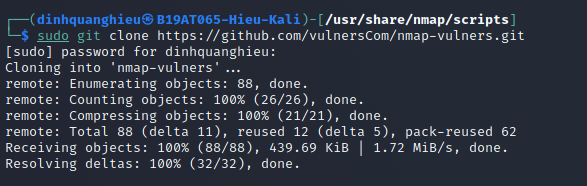 ┌──(dinhquanghieu㉿B19AT065-Hieu-Kali)-[/usr/share/nmap/scripts]
└─$ sudo git clone https://github.com/vulnersCom/nmap-vulners.git
[sudo] password for dinhquanghieu:
Cloning into 'nmap-vulners'...
remote: Enumerating objects: 88, done.
remote: Counting objects: 100% (26/26), done.
remote: Compressing objects: 100% (21/21), done.
remote: Total 88 (delta 11), reused 12 (delta 5), pack-reused 62
Receiving objects: 100% (88/88), 439.69 KiB | 1.72 MiB/s, done.
Resolving deltas: 100% (32/32), done.